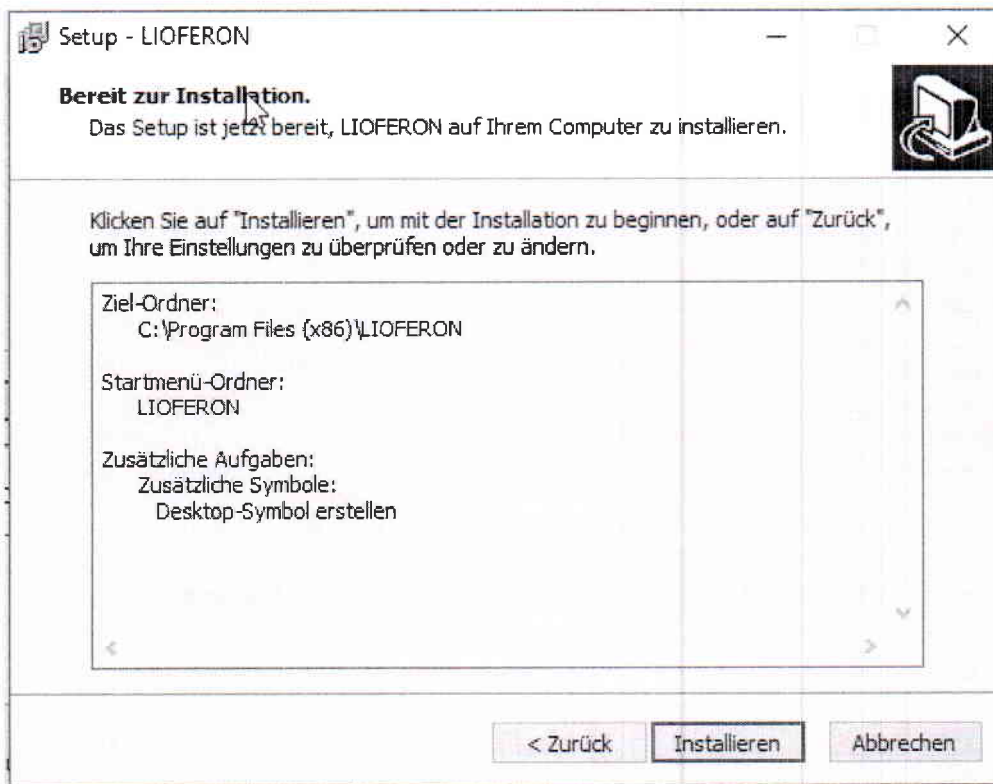 Setup - LIOFERON
Bereit zur Installation.
Das Setup ist jetzt bereit, LIOFERON auf Ihrem Computer zu installieren.
Klicken Sie auf "Installieren", um mit der Installation zu beginnen, oder auf "Zurück",
um Ihre Einstellungen zu überprüfen oder zu ändern.
Ziel-Ordner:
C:\Program Files (x86)\LIOFERON
Startmenü-Ordner:
LIOFERON
Zusätzliche Aufgaben:
Zusätzliche Symbole:
Desktop-Symbol erstellen
< Zurück
Installieren
Abbrechen